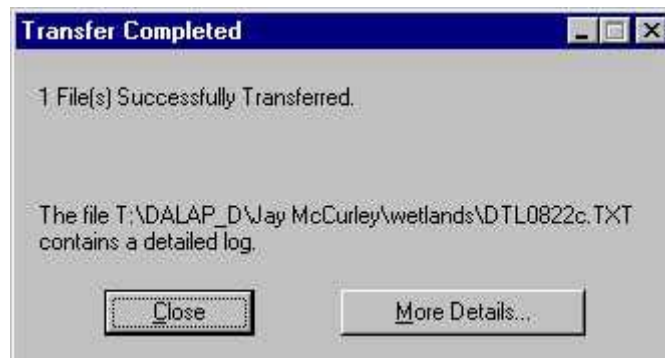 Transfer Completed
1 File(s) Successfully Transferred.
The file T:\DALAP_D\Jay McCurley\wetlands\DTL0822c.TXT
contains a detailed log.
Close
More Details...